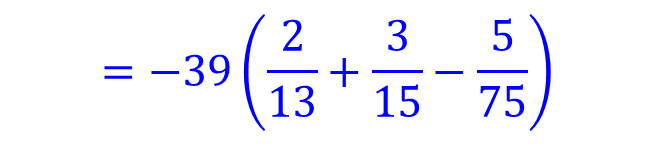 = −39 (2/13 + 3/15 − 5/75)